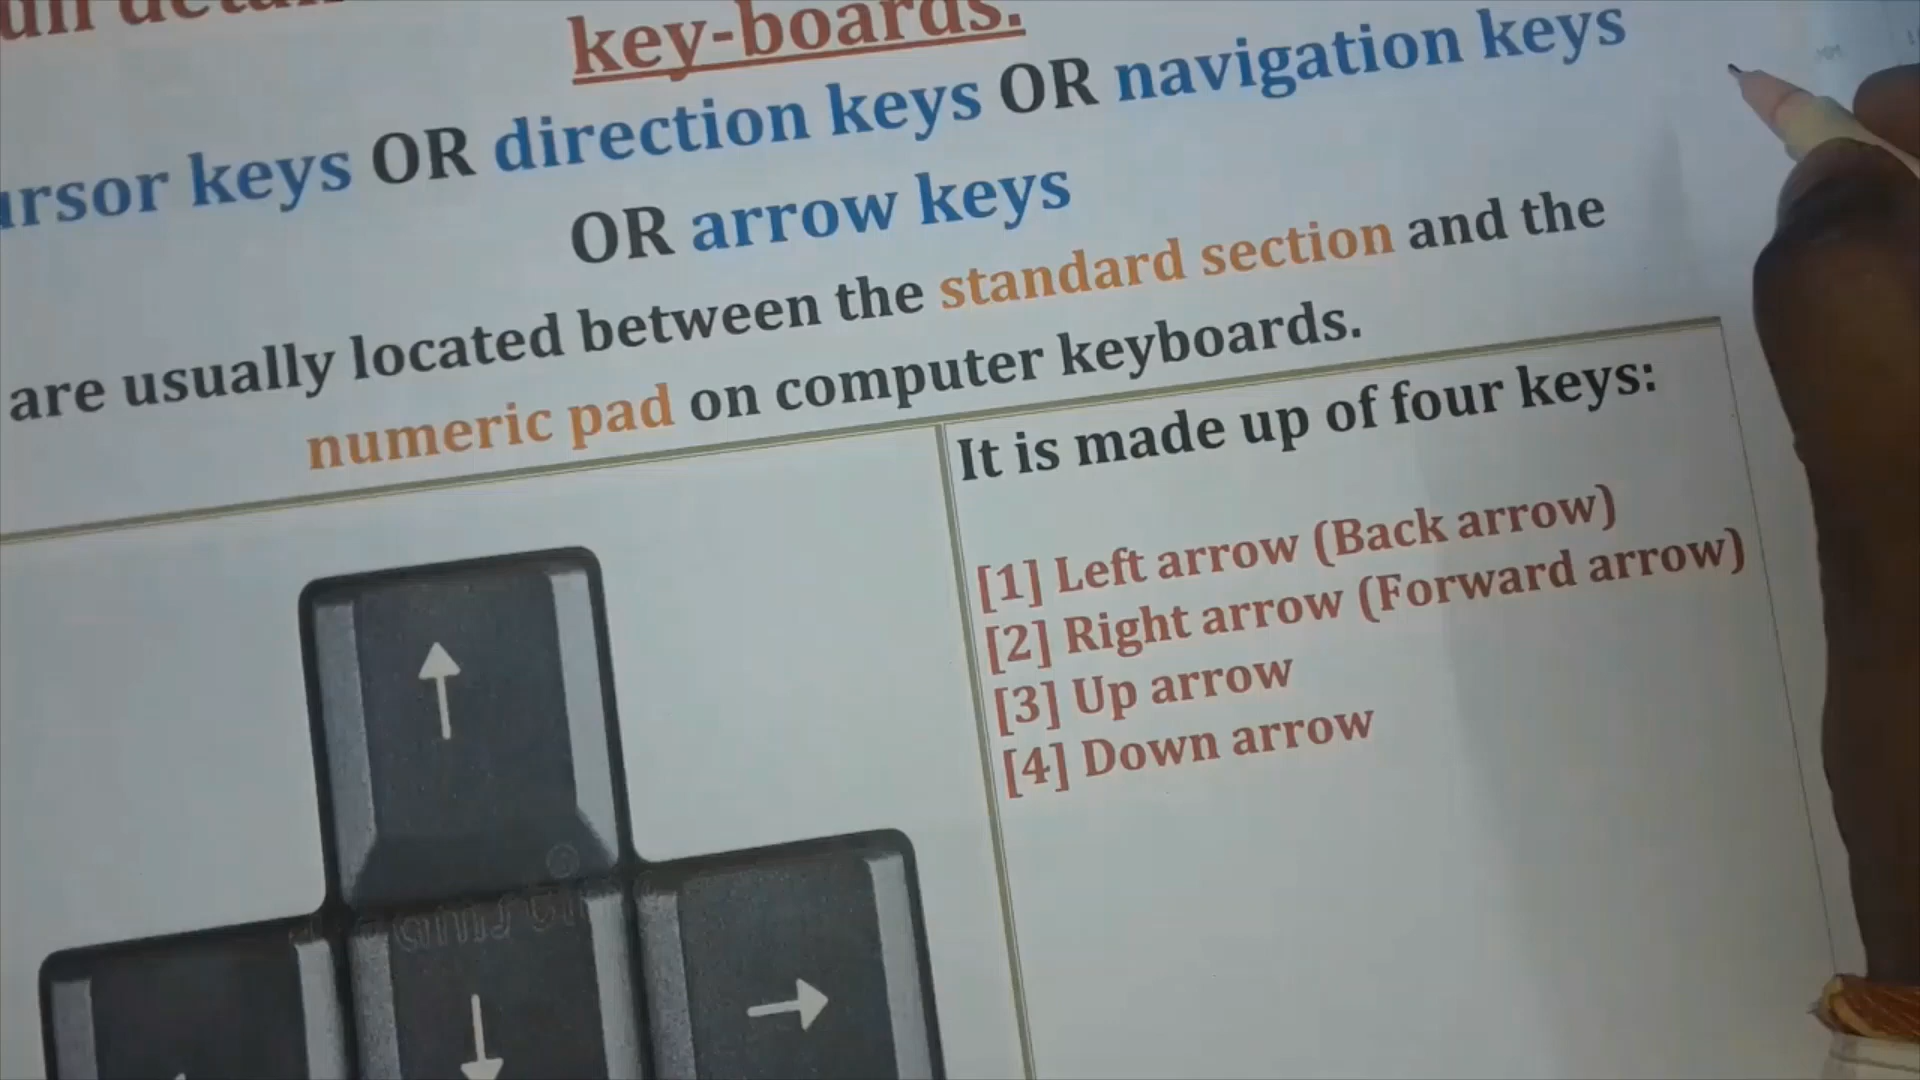 key-boards.
keys OR direction keys OR navigation keys
OR arrow keys
are usually located between the standard section and the
numeric pad on computer keyboards.
It is made up of four keys:
[1] Left arrow (Back arrow)
[2] Right arrow (Forward arrow)
[3] Up arrow
[4] Down arrow